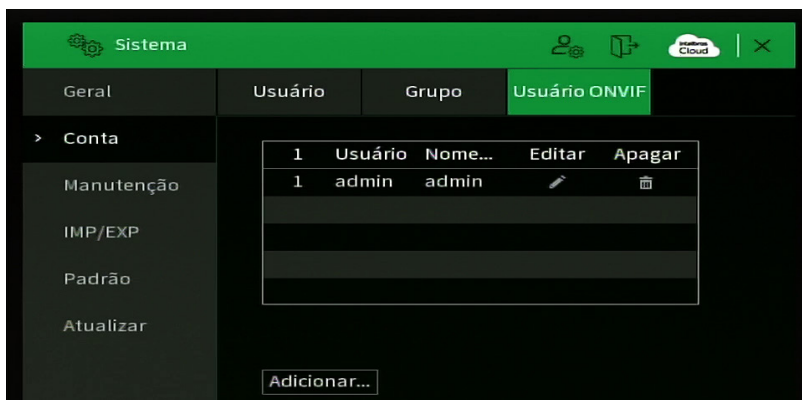 Sistema
intelbras
Cloud
Geral
Usuário
Grupo
Usuário ONVIF
> Conta
1 Usuário Nome... Editar Apagar
1 admin admin
Manutenção
IMP/EXP
Padrão
Atualizar
Adicionar...